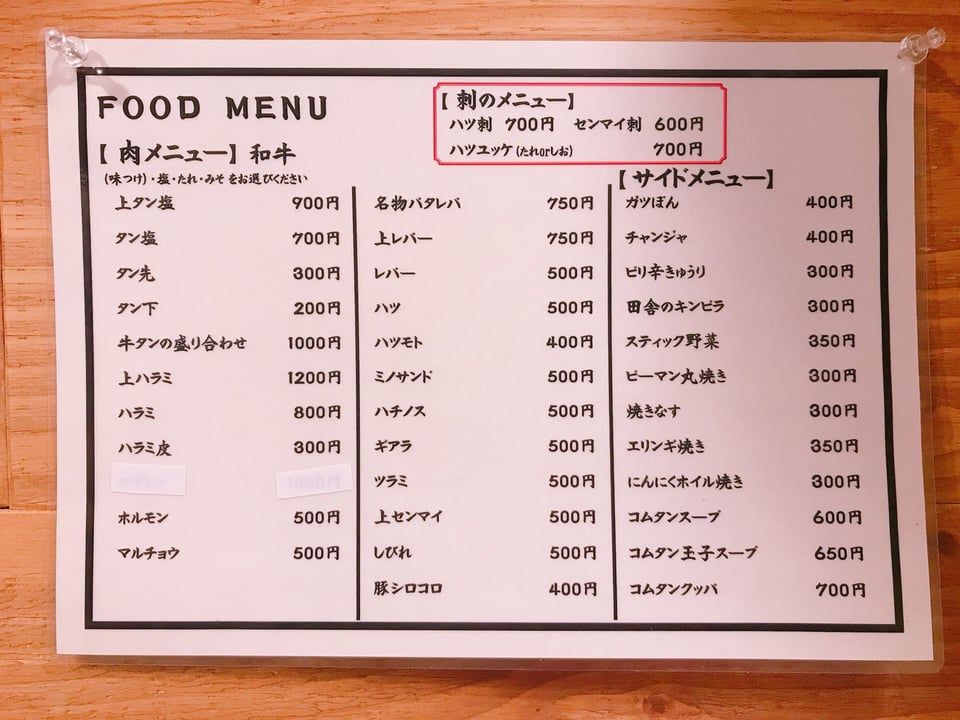 FOOD MENU
【刺のメニュー】
ハツ刺 700円 センマイ刺 600円
ハツユッケ(たれorしお) 700円
【肉メニュー】和牛
(味つけ)・塩・たれ・みそ をお選びください
上タン塩 900円
タン塩 700円
タン先 300円
タン下 200円
牛タンの盛り合わせ 1000円
上ハラミ 1200円
ハラミ 800円
ハラミ皮 300円
ホルモン 500円
マルチョウ 500円
名物バタレバ 750円
上レバー 750円
レバー 500円
ハツ 500円
ハツモト 400円
ミノサンド 500円
ハチノス 500円
ギアラ 500円
ツラミ 500円
上センマイ 500円
しびれ 500円
豚シロコロ 400円
【サイドメニュー】
ガツぽん 400円
チャンジャ 400円
ピリ辛きゅうり 300円
田舎のキンピラ 300円
スティック野菜 350円
ピーマン丸焼き 300円
焼きなす 300円
エリンギ焼き 350円
にんにくホイル焼き 300円
コムタンスープ 600円
コムタン玉子スープ 650円
コムタンクッパ 700円